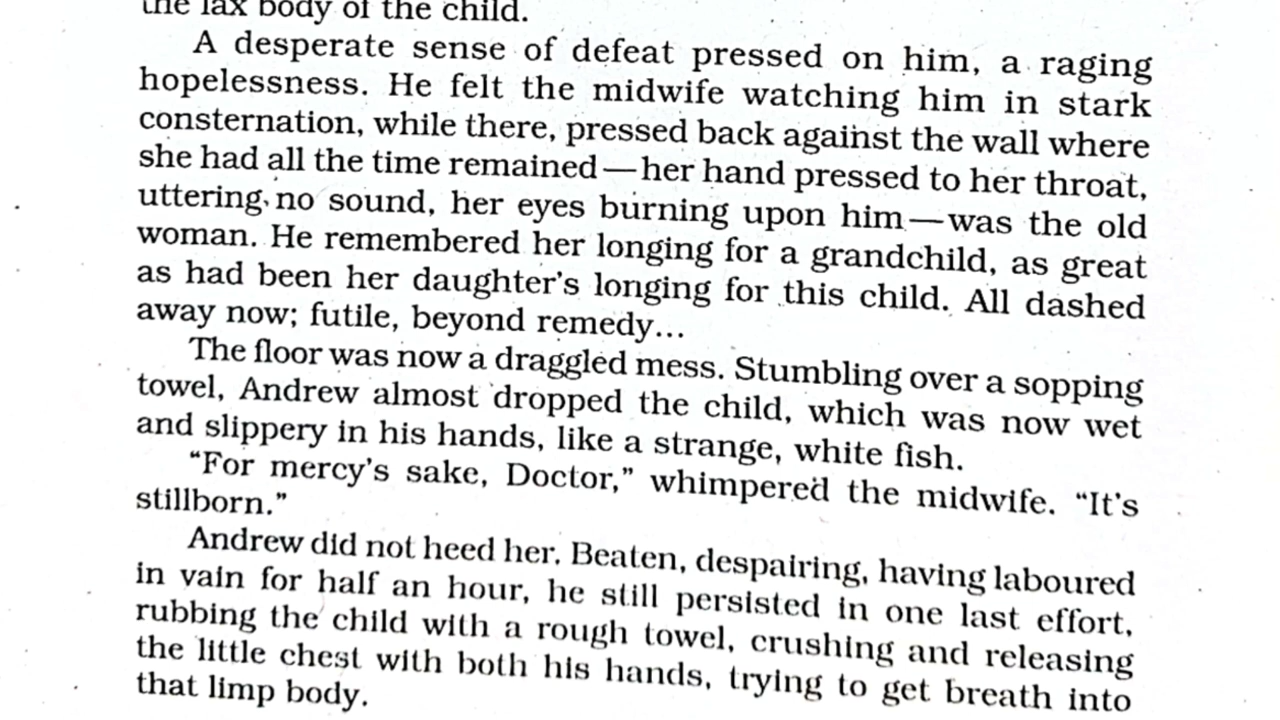 the lax body of the child.
A desperate sense of defeat pressed on him, a raging
hopelessness. He felt the midwife watching him in stark
consternation, while there, pressed back against the wall where
she had all the time remained—her hand pressed to her throat,
uttering no sound, her eyes burning upon him—was the old
woman. He remembered her longing for a grandchild, as great
as had been her daughter's longing for this child. All dashed
away now; futile, beyond remedy...
The floor was now a draggled mess. Stumbling over a sopping
towel, Andrew almost dropped the child, which was now wet
and slippery in his hands, like a strange, white fish.
“For mercy's sake, Doctor,” whimpered the midwife. “It's
stillborn.”
Andrew did not heed her. Beaten, despairing, having laboured
in vain for half an hour, he still persisted in one last effort,
rubbing the child with a rough towel, crushing and releasing
the little chest with both his hands, trying to get breath into
that limp body.